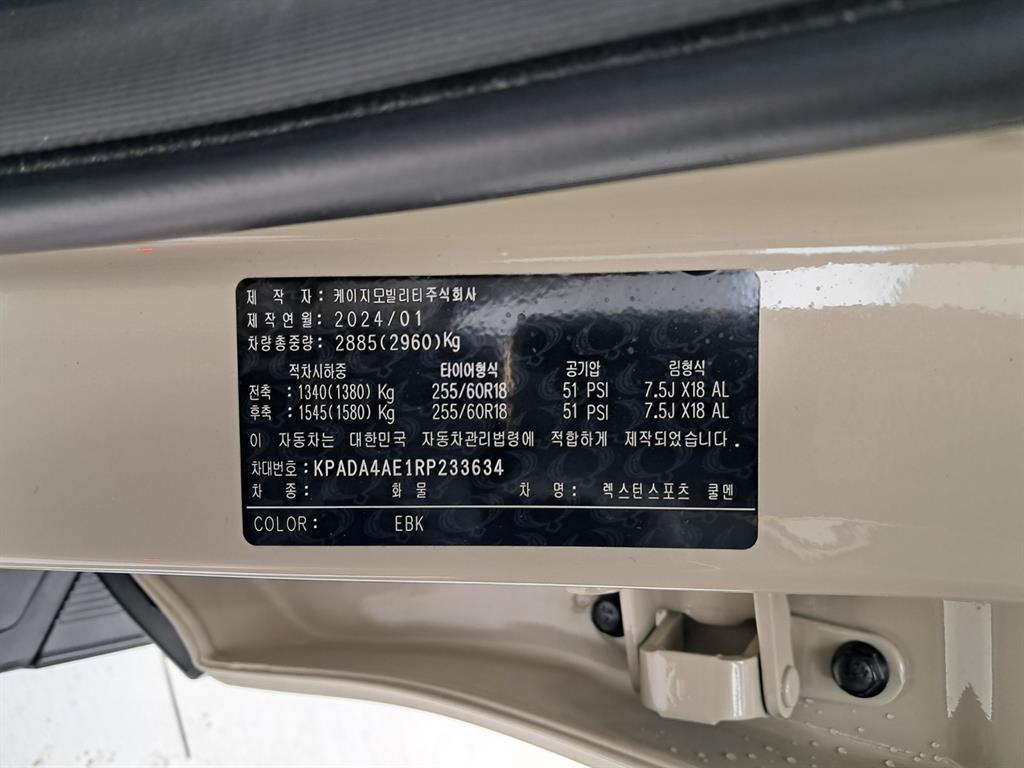 제 작 자: 케이지모빌리티주식회사
제작연월: 2024/01
차량총중량: 2885(2960)Kg
적차시하중 타이어형식 공기압 림형식
전축: 1340(1380) Kg 255/60R18 51 PSI 7.5J X18 AL
후축: 1545(1580) Kg 255/60R18 51 PSI 7.5J X18 AL
이 자동차는 대한민국 자동차관리법령에 적합하게 제작되었습니다.
차대번호: KPADA4AE1RP233634
차 종: 화 물 차 명: 렉스턴스포츠 쿨멘
COLOR: EBK